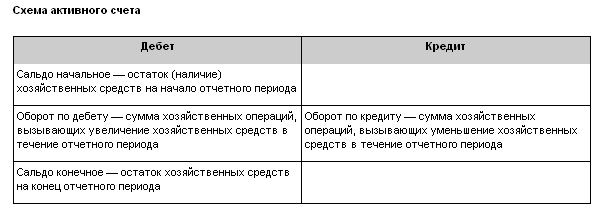 Схема активного счета
Дебет
Кредит
Сальдо начальное — остаток (наличие)
хозяйственных средств на начало отчетного периода
Оборот по дебету — сумма хозяйственных операций,
вызывающих увеличение хозяйственных средств в
течение отчетного периода
Оборот по кредиту — сумма хозяйственных
операций, вызывающих уменьшение хозяйственных
средств в течение отчетного периода
Сальдо конечное — остаток хозяйственных средств
на конец отчетного периода